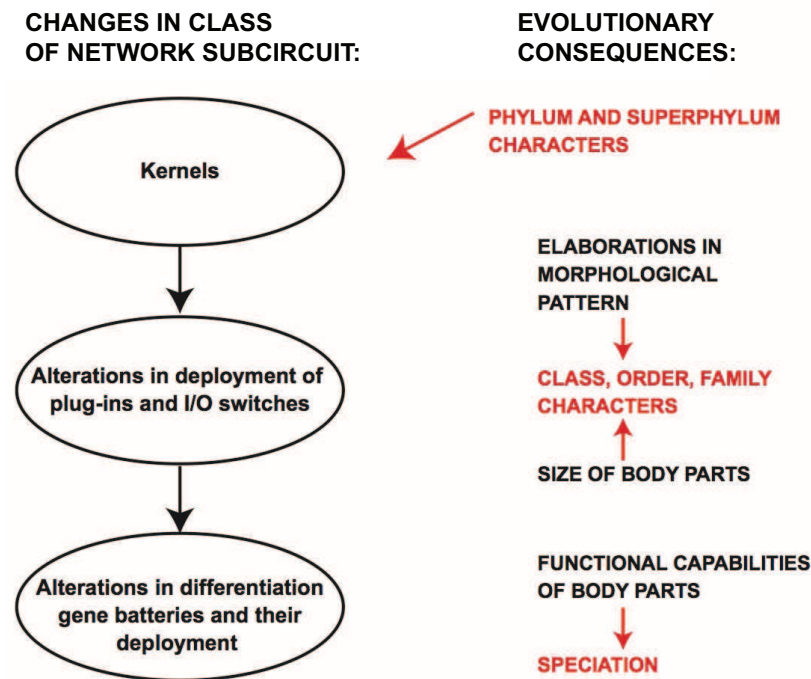 CHANGES IN CLASS
OF NETWORK SUBCIRCUIT:
EVOLUTIONARY
CONSEQUENCES:
PHYLUM AND SUPERPHYLUM
CHARACTERS
Kernels
ELABORATIONS IN
MORPHOLOGICAL
PATTERN
Alterations in deployment of
plug-ins and I/O switches
CLASS, ORDER, FAMILY
CHARACTERS
SIZE OF BODY PARTS
Alterations in differentiation
gene batteries and their
deployment
FUNCTIONAL CAPABILITIES
OF BODY PARTS
SPECIATION